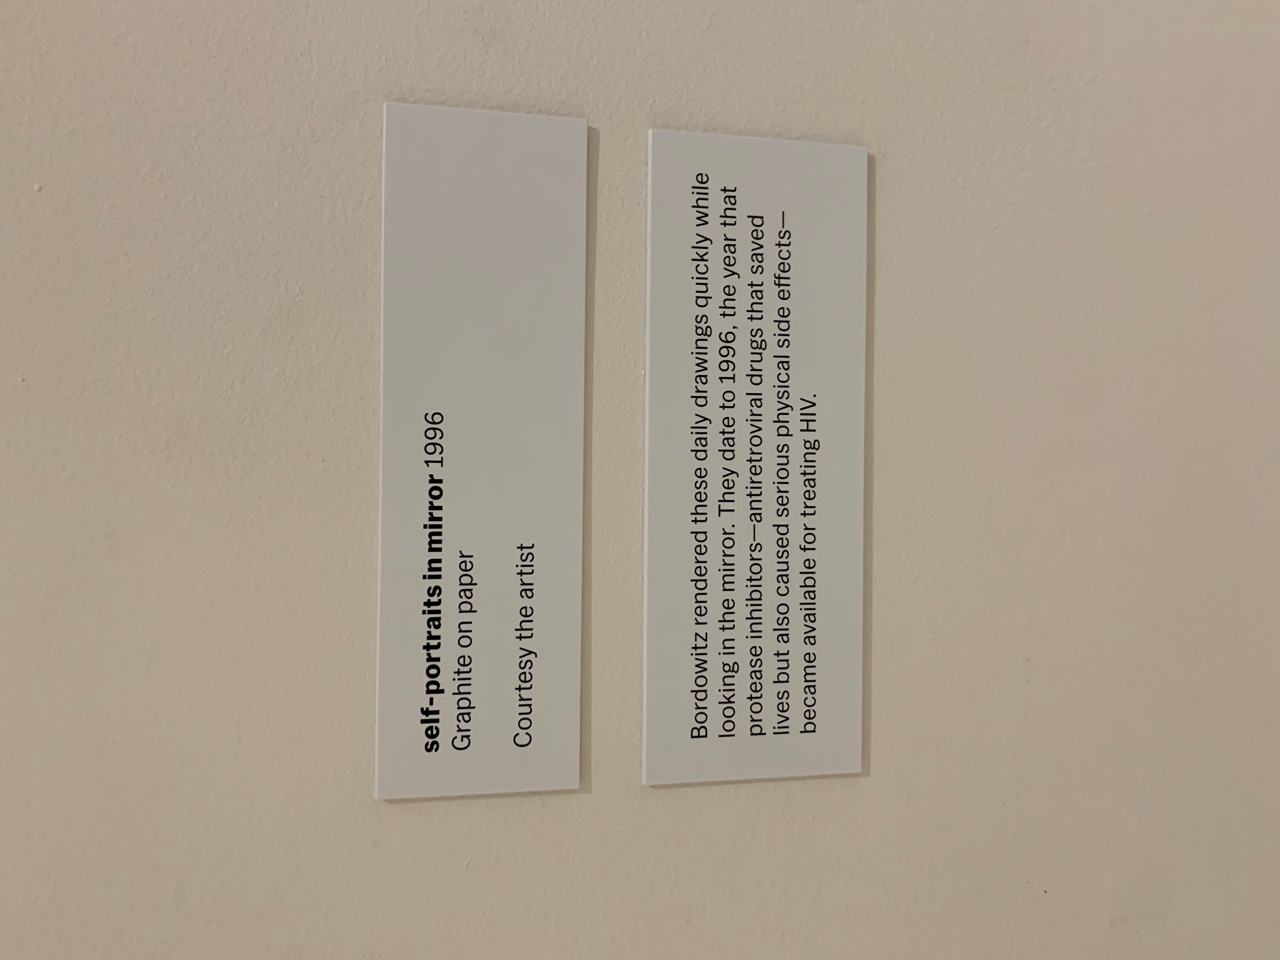 self-portraits in mirror 1996
Graphite on paper
Courtesy the artist
Bordowitz rendered these daily drawings quickly while
looking in the mirror. They date to 1996, the year that
protease inhibitors—antiretroviral drugs that saved
lives but also caused serious physical side effects—
became available for treating HIV.